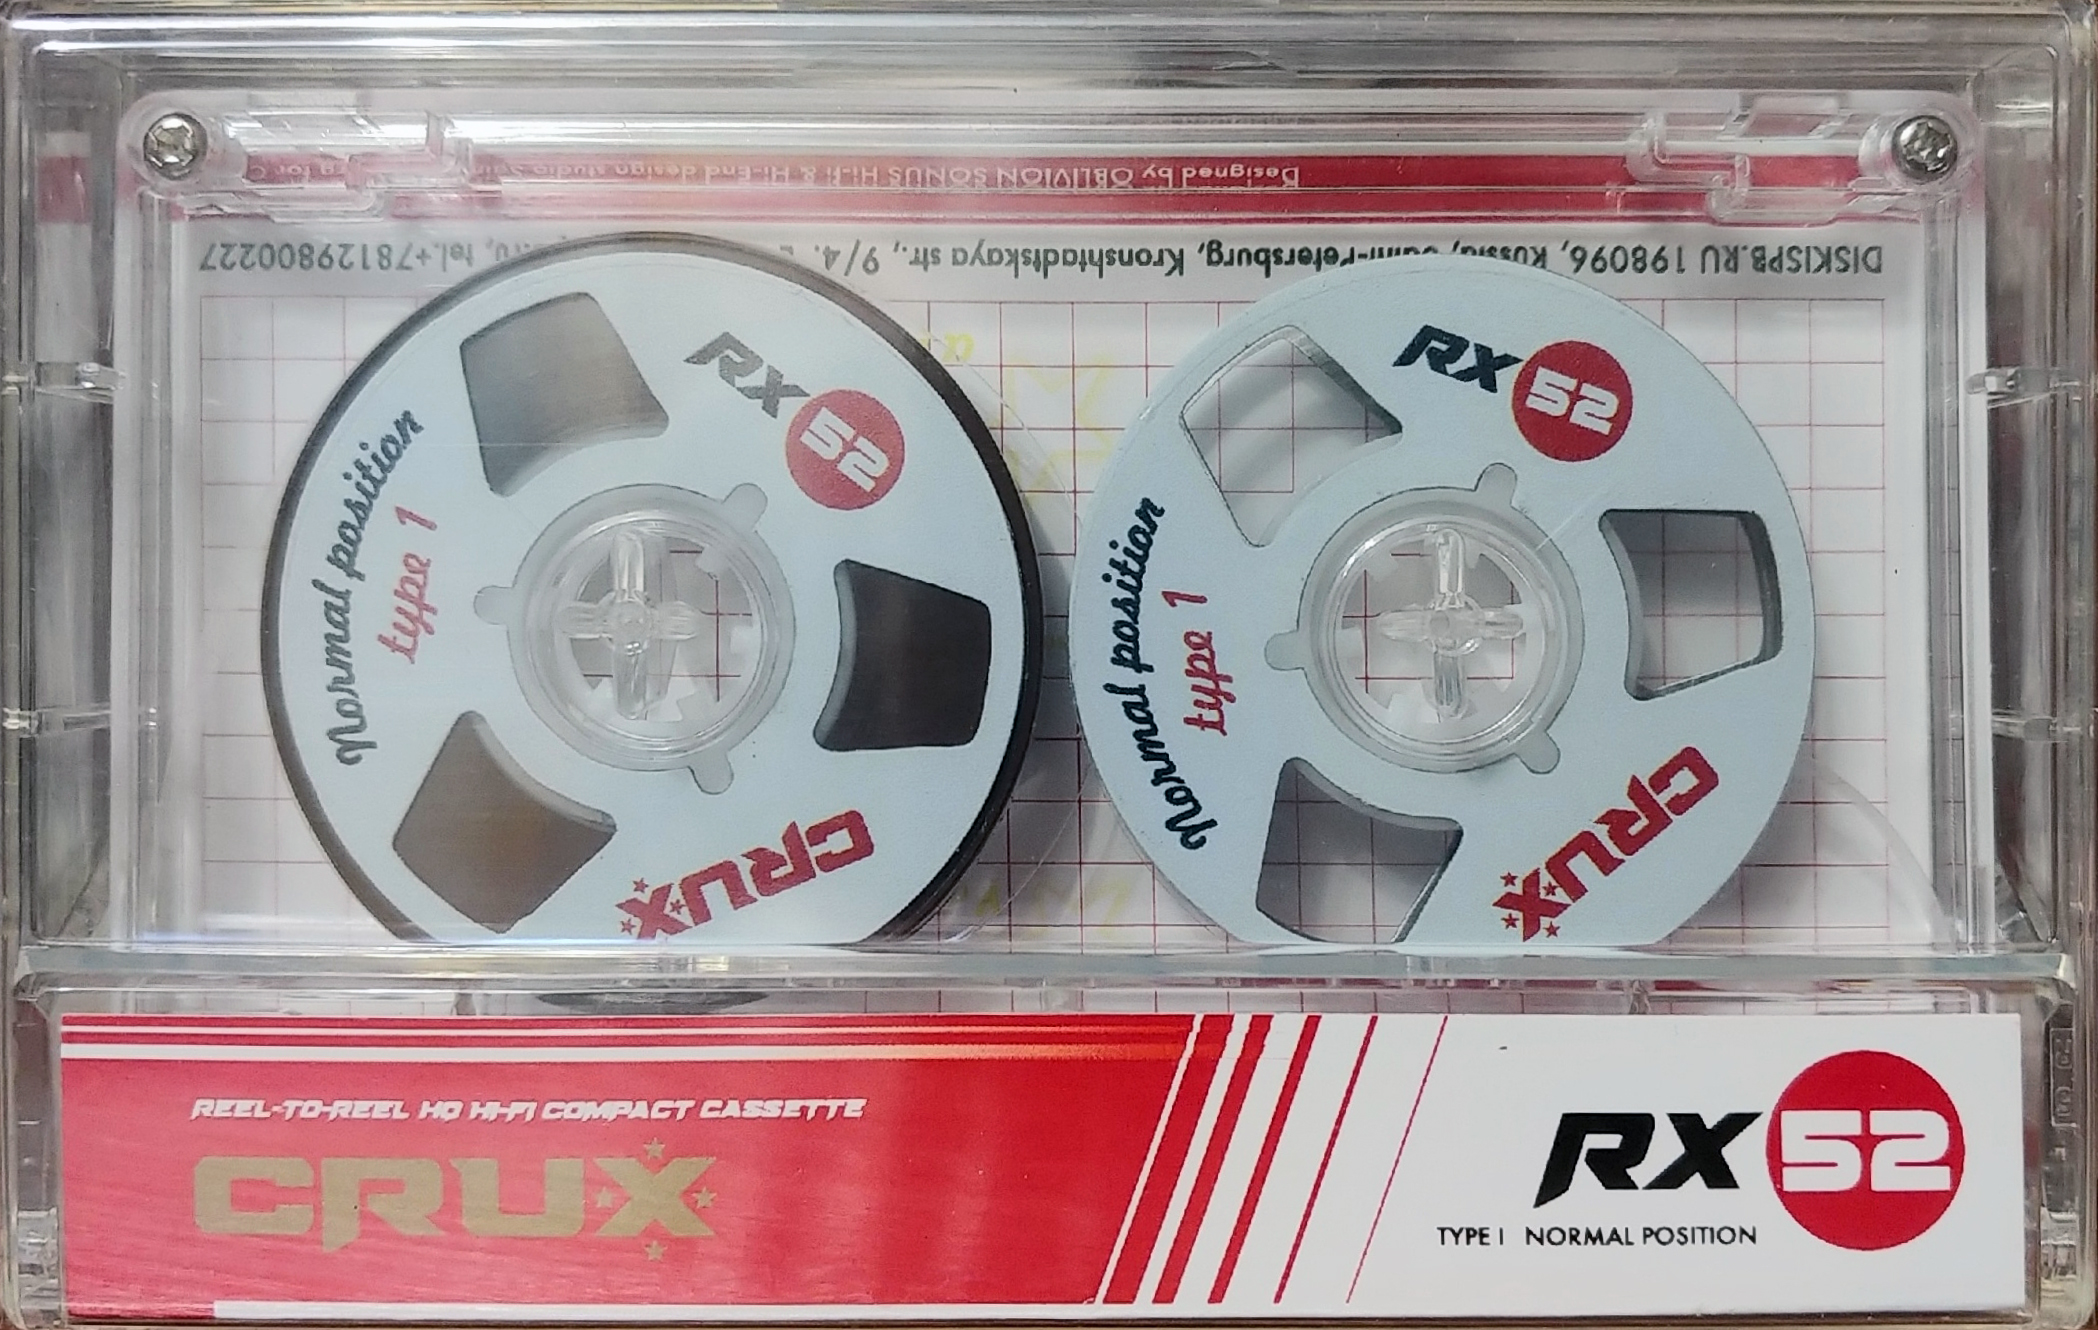 Designed by OBLIVION SONUS Hi-fi & Hi-End design studio
DISKISPB.RU 198096, Russia, Saint-Petersburg, Kronshtadtskaya str., 9/4. tel.+78129800227
RX 52
Normal position
type 1
CRUX
RX 52
Normal position
type 1
CRUX
REEL-TO-REEL HQ HI-FI COMPACT CASSETTE
CRUX
RX 52
TYPE I NORMAL POSITION